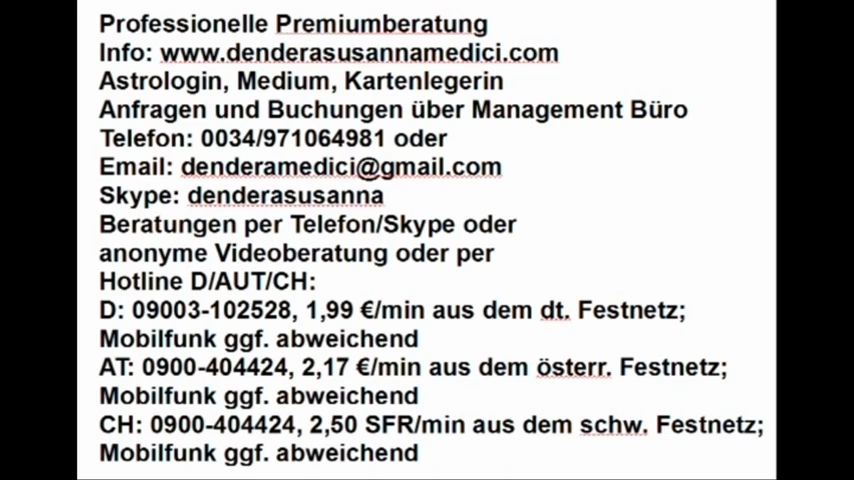 Professionelle Premiumberatung
Info: www.denderasusannamedici.com
Astrologin, Medium, Kartenlegerin
Anfragen und Buchungen über Management Büro
Telefon: 0034/971064981 oder
Email: denderamedici@gmail.com
Skype: denderasusanna
Beratungen per Telefon/Skype oder
anonyme Videoberatung oder per
Hotline D/AUT/CH:
D: 09003-102528, 1,99 €/min aus dem dt. Festnetz;
Mobilfunk ggf. abweichend
AT: 0900-404424, 2,17 €/min aus dem österr. Festnetz;
Mobilfunk ggf. abweichend
CH: 0900-404424, 2,50 SFR/min aus dem schw. Festnetz;
Mobilfunk ggf. abweichend